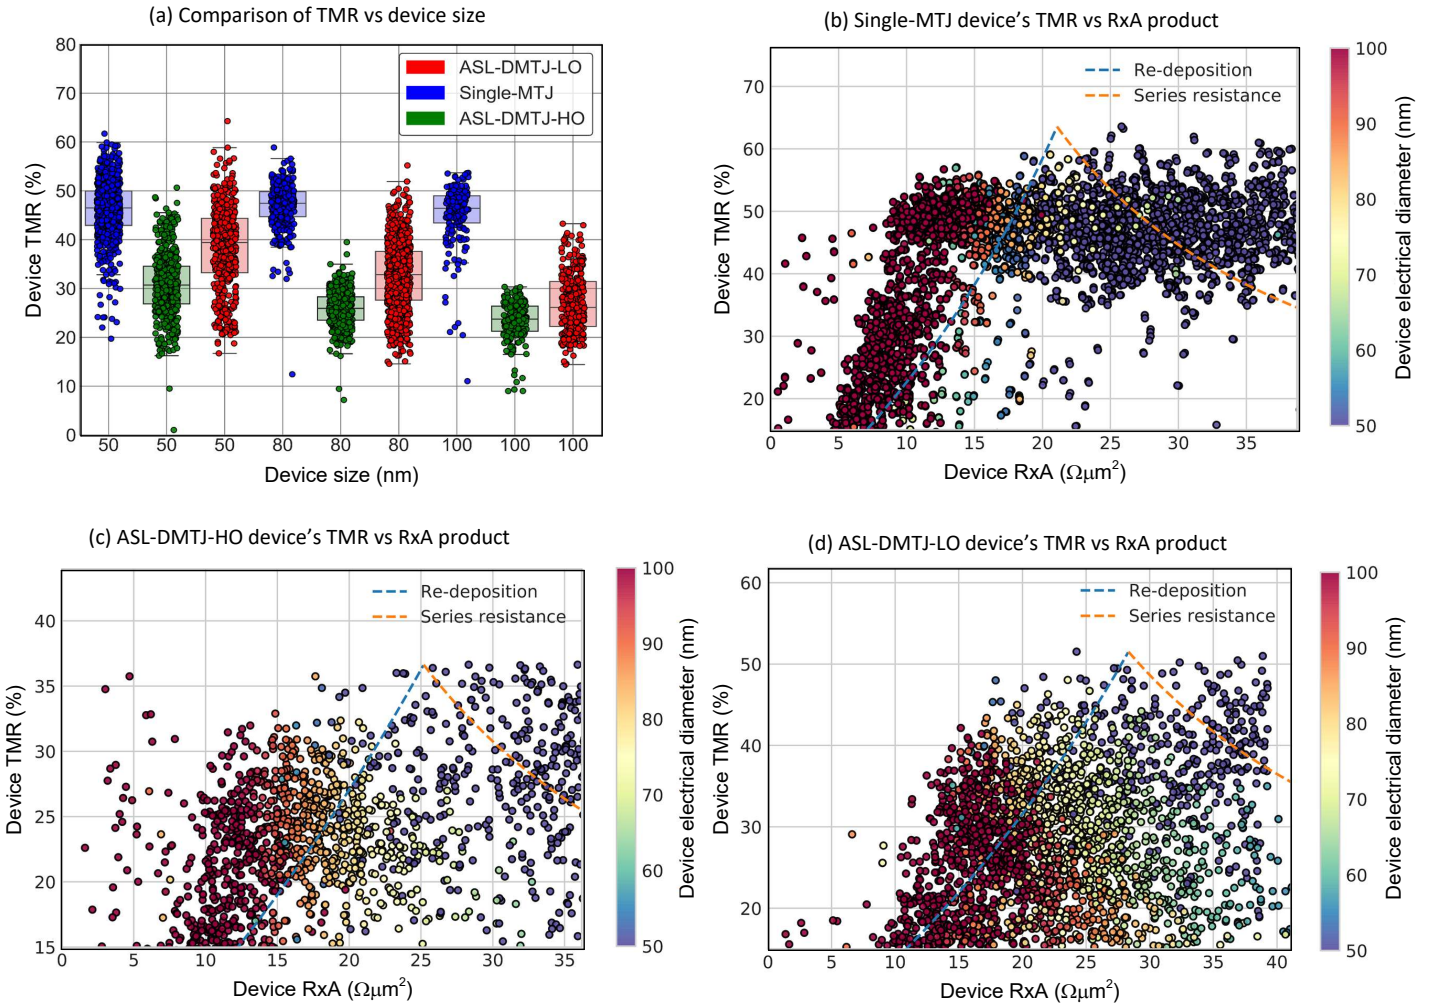 (a) Comparison of TMR vs device size
80
70
60
50
40
30
20
10
0
Device TMR (%)
ASL-DMTJ-LO
Single-MTJ
ASL-DMTJ-HO
50 50 50 80 80 80 100 100 100
Device size (nm)
(b) Single-MTJ device’s TMR vs RxA product
70
60
50
40
30
20
Device TMR (%)
Re-deposition
Series resistance
0 5 10 15 20 25 30 35
Device RxA (Ωμm²)
100
90
80
70
60
50
Device electrical diameter (nm)
(c) ASL-DMTJ-HO device’s TMR vs RxA product
40
35
30
25
20
15
Device TMR (%)
Re-deposition
Series resistance
0 5 10 15 20 25 30 35
Device RxA (Ωμm²)
100
90
80
70
60
50
Device electrical diameter (nm)
(d) ASL-DMTJ-LO device’s TMR vs RxA product
60
50
40
30
20
Device TMR (%)
Re-deposition
Series resistance
0 5 10 15 20 25 30 35 40
Device RxA (Ωμm²)
100
90
80
70
60
50
Device electrical diameter (nm)